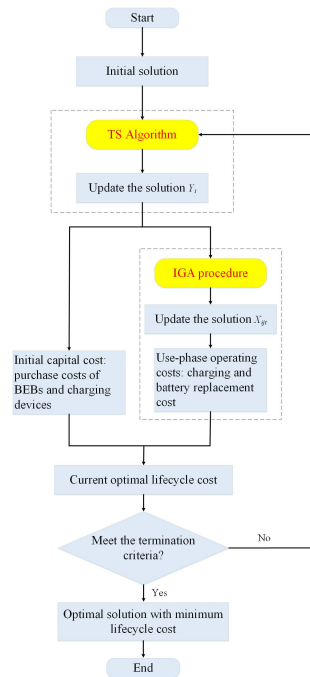 Start
Initial solution
TS Algorithm
Update the solution Yt
IGA procedure
Update the solution Xijt
Initial capital cost:
purchase costs of
BEBs and charging
devices
Use-phase operating
costs: charging and
battery replacement
cost
Current optimal lifecycle cost
Meet the termination
criteria?
No
Yes
Optimal solution with minimum
lifecycle cost
End